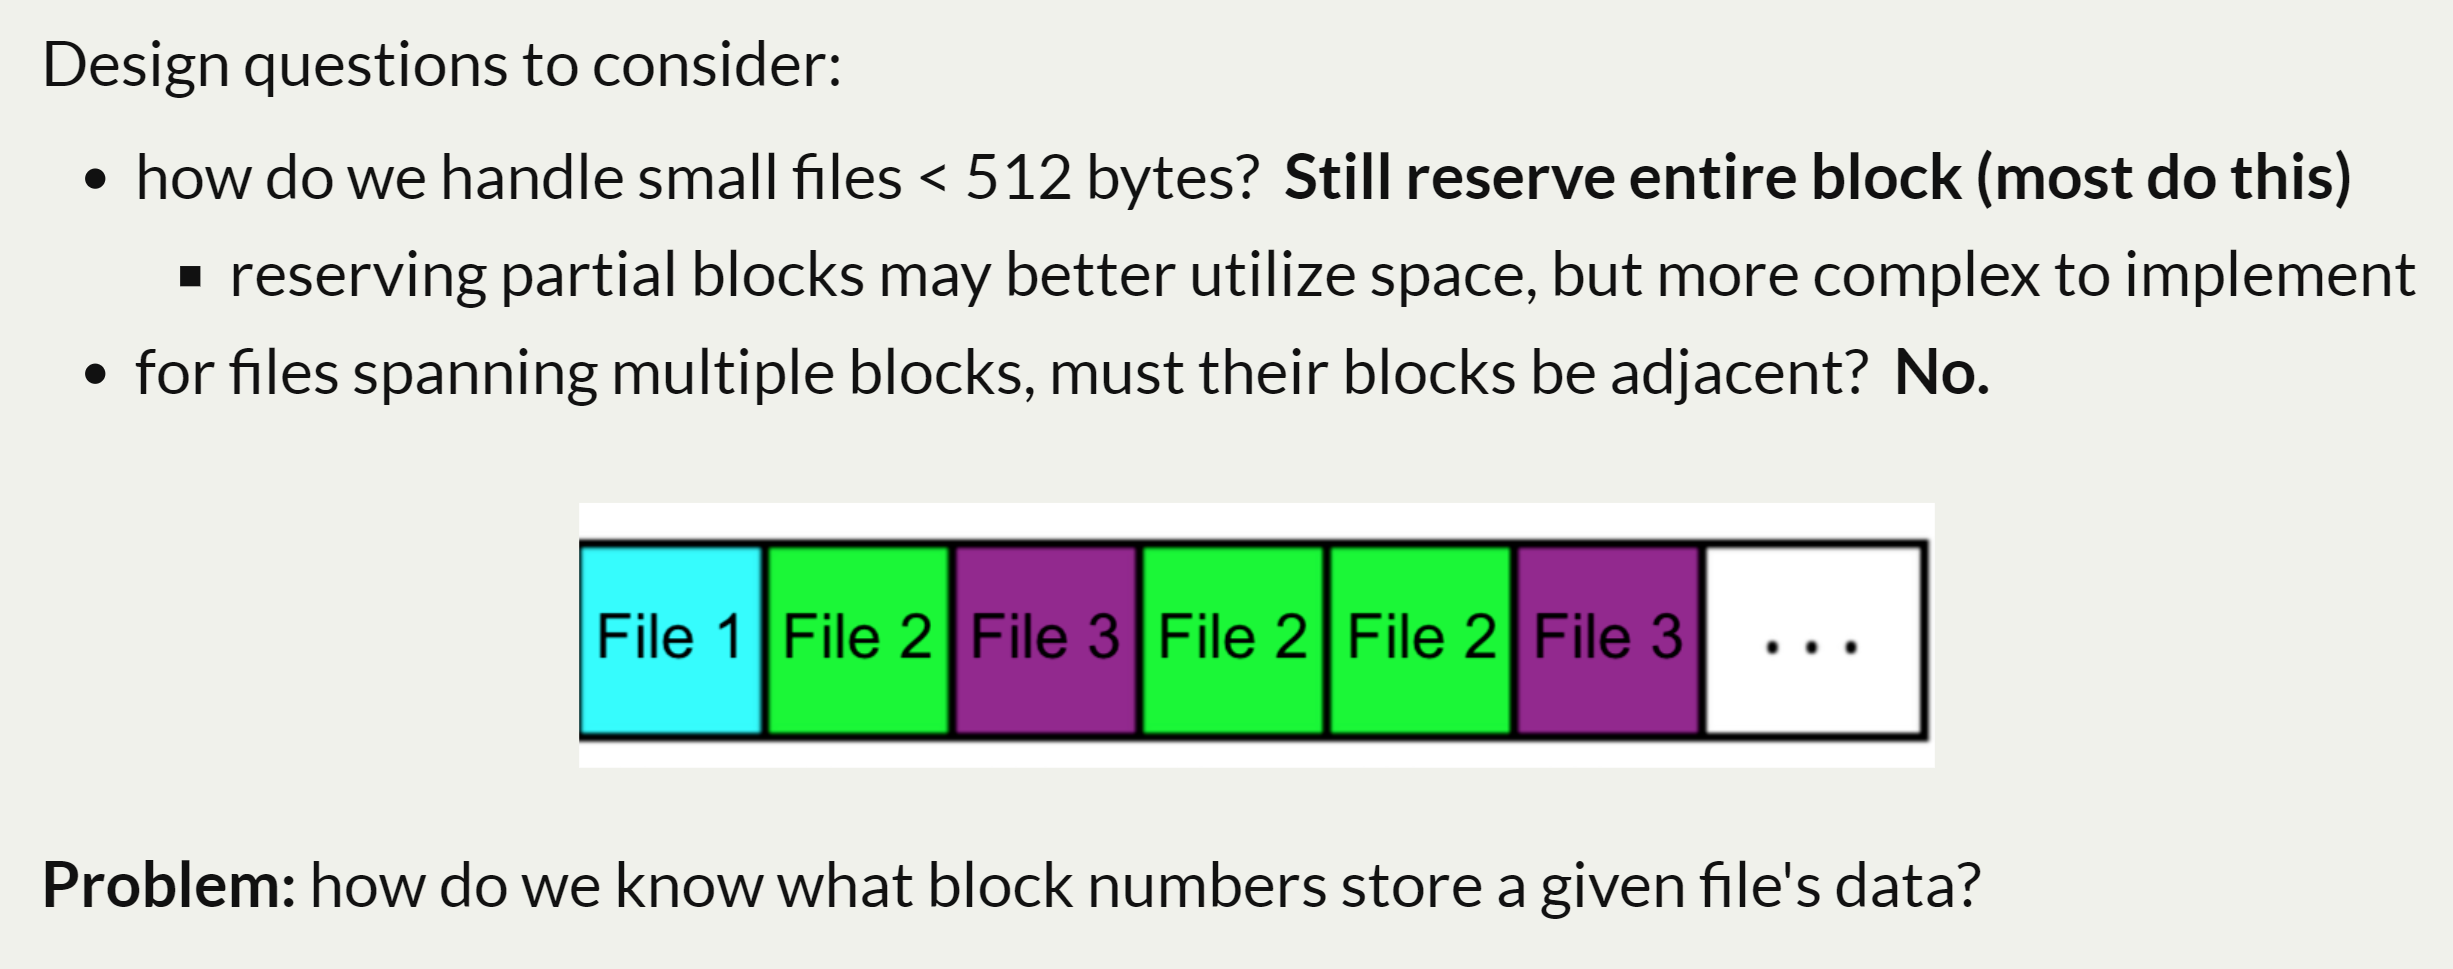 Design questions to consider:
• how do we handle small files < 512 bytes? Still reserve entire block (most do this)
▪ reserving partial blocks may better utilize space, but more complex to implement
• for files spanning multiple blocks, must their blocks be adjacent? No.
File 1 File 2 File 3 File 2 File 2 File 3 . . .
Problem: how do we know what block numbers store a given file's data?